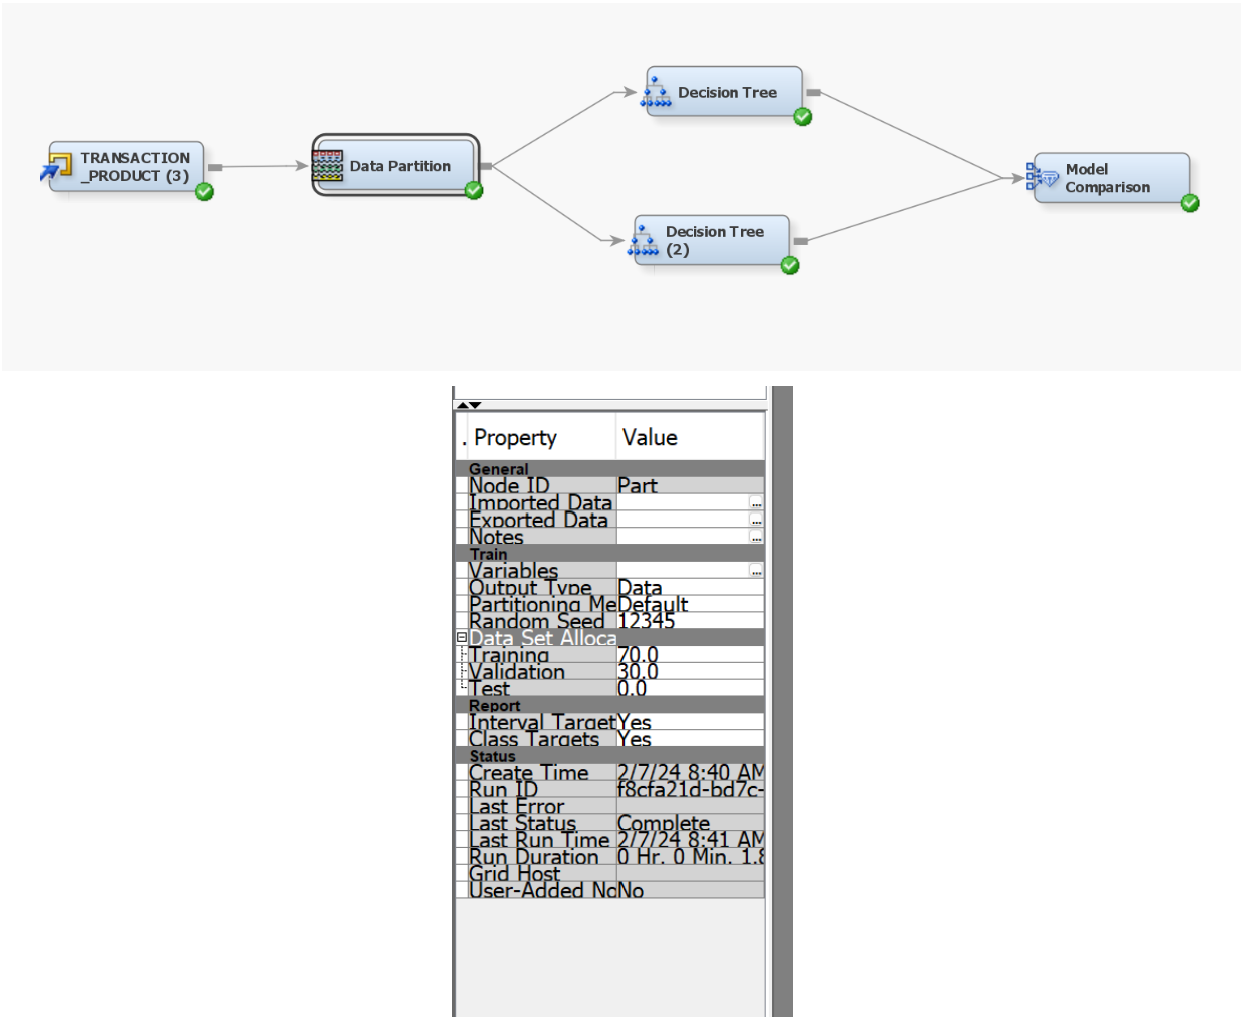 Decision Tree
TRANSACTION
_PRODUCT (3)
Data Partition
Model
Comparison
Decision Tree
(2)
. Property Value
General
Node ID Part
Imported Data ...
Exported Data ...
Notes ...
Train
Variables ...
Output Type Data
Partitioning Me Default
Random Seed 12345
Data Set Alloca
Training 70.0
Validation 30.0
Test 0.0
Report
Interval Target Yes
Class Targets Yes
Status
Create Time 2/7/24 8:40 AM
Run ID f8cfa21d-bd7c-
Last Error
Last Status Complete
Last Run Time 2/7/24 8:41 AM
Run Duration 0 Hr. 0 Min. 1.8
Grid Host
User-Added No No